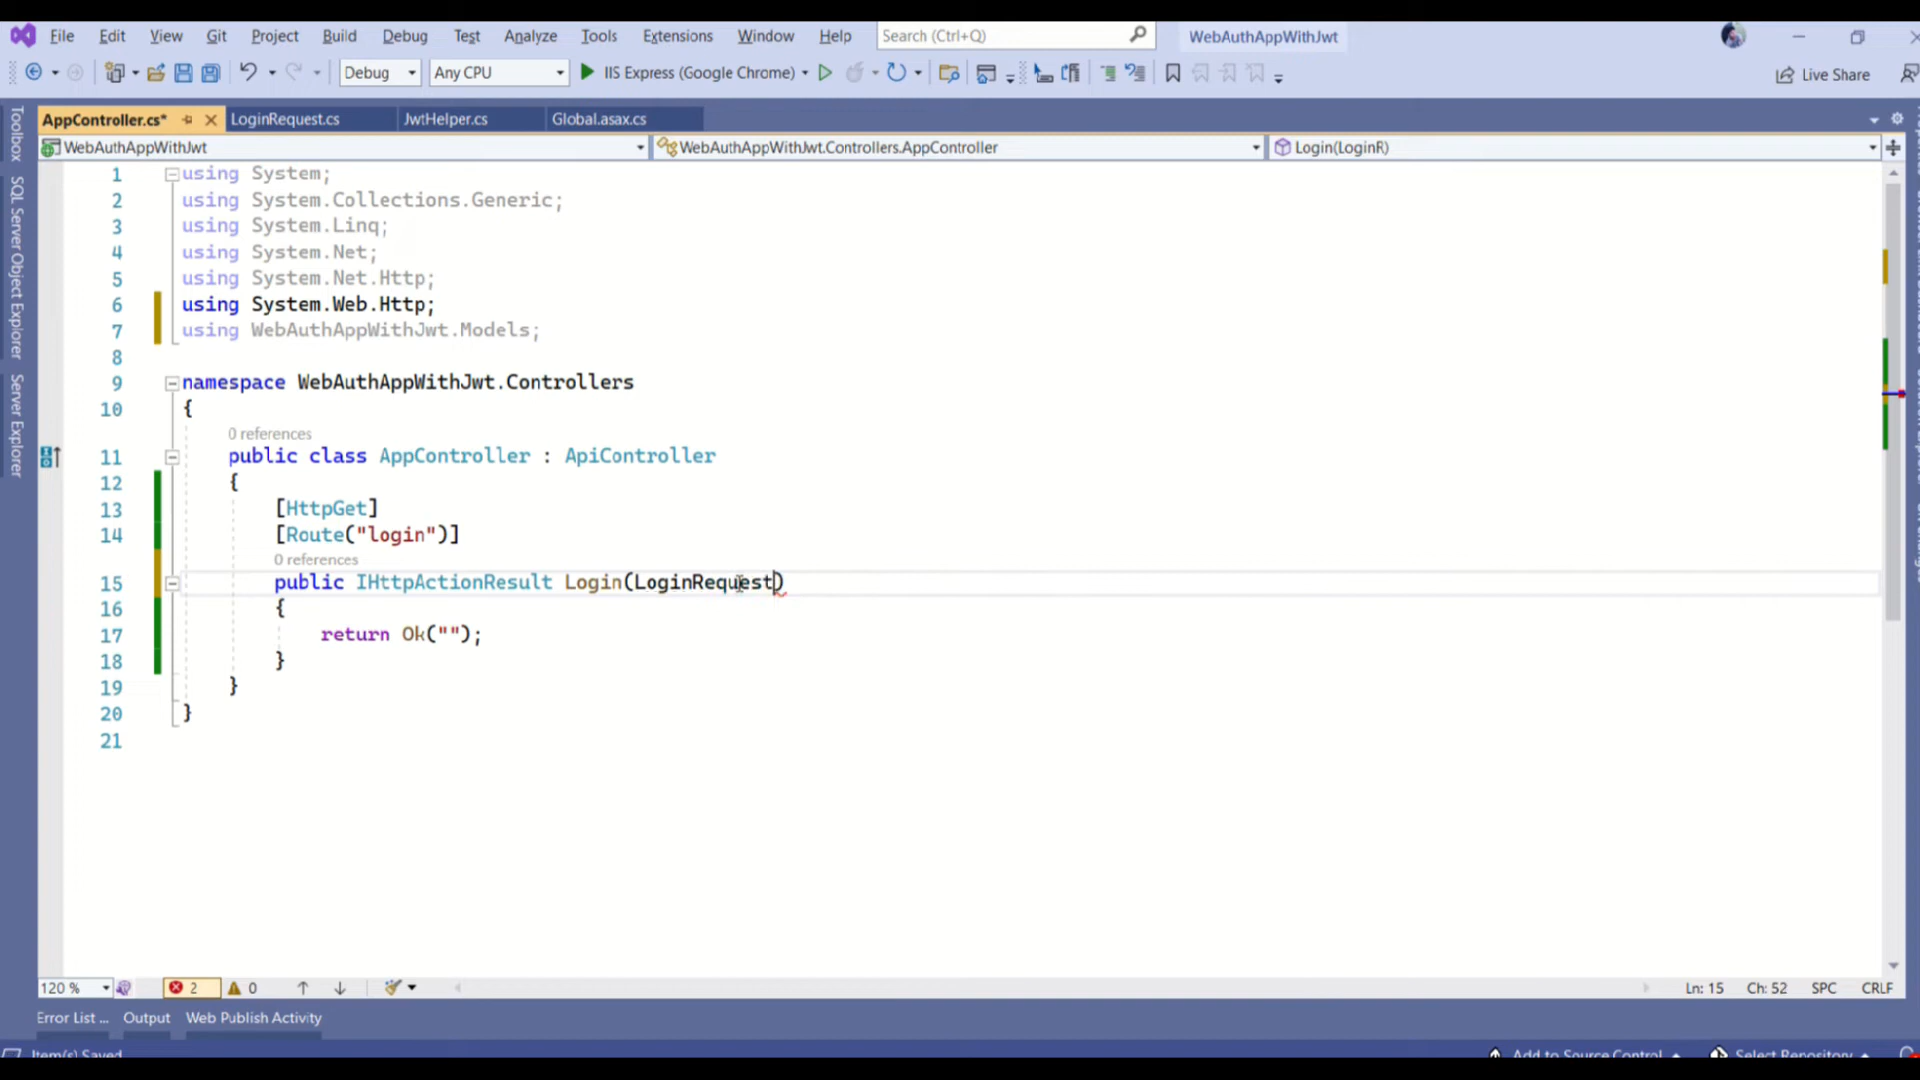 File Edit View Git Project Build Debug Test Analyze Tools Extensions Window Help Search (Ctrl+Q) WebAuthAppWithJwt
Debug Any CPU IIS Express (Google Chrome) Live Share
AppController.cs* LoginRequest.cs JwtHelper.cs Global.asax.cs
WebAuthAppWithJwt WebAuthAppWithJwt.Controllers.AppController Login(LoginR)
Toolbox
SQL Server Object Explorer
Server Explorer
1 using System;
2 using System.Collections.Generic;
3 using System.Linq;
4 using System.Net;
5 using System.Net.Http;
6 using System.Web.Http;
7 using WebAuthAppWithJwt.Models;
8
9 namespace WebAuthAppWithJwt.Controllers
10 {
0 references
11 public class AppController : ApiController
12 {
13 [HttpGet]
14 [Route("login")]
0 references
15 public IHttpActionResult Login(LoginRequest)
16 {
17 return Ok("");
18 }
19 }
20 }
21
120 % 2 0 Ln: 15 Ch: 52 SPC CRLF
Error List ... Output Web Publish Activity
Item(s) Saved Add to Source Control Select Repository